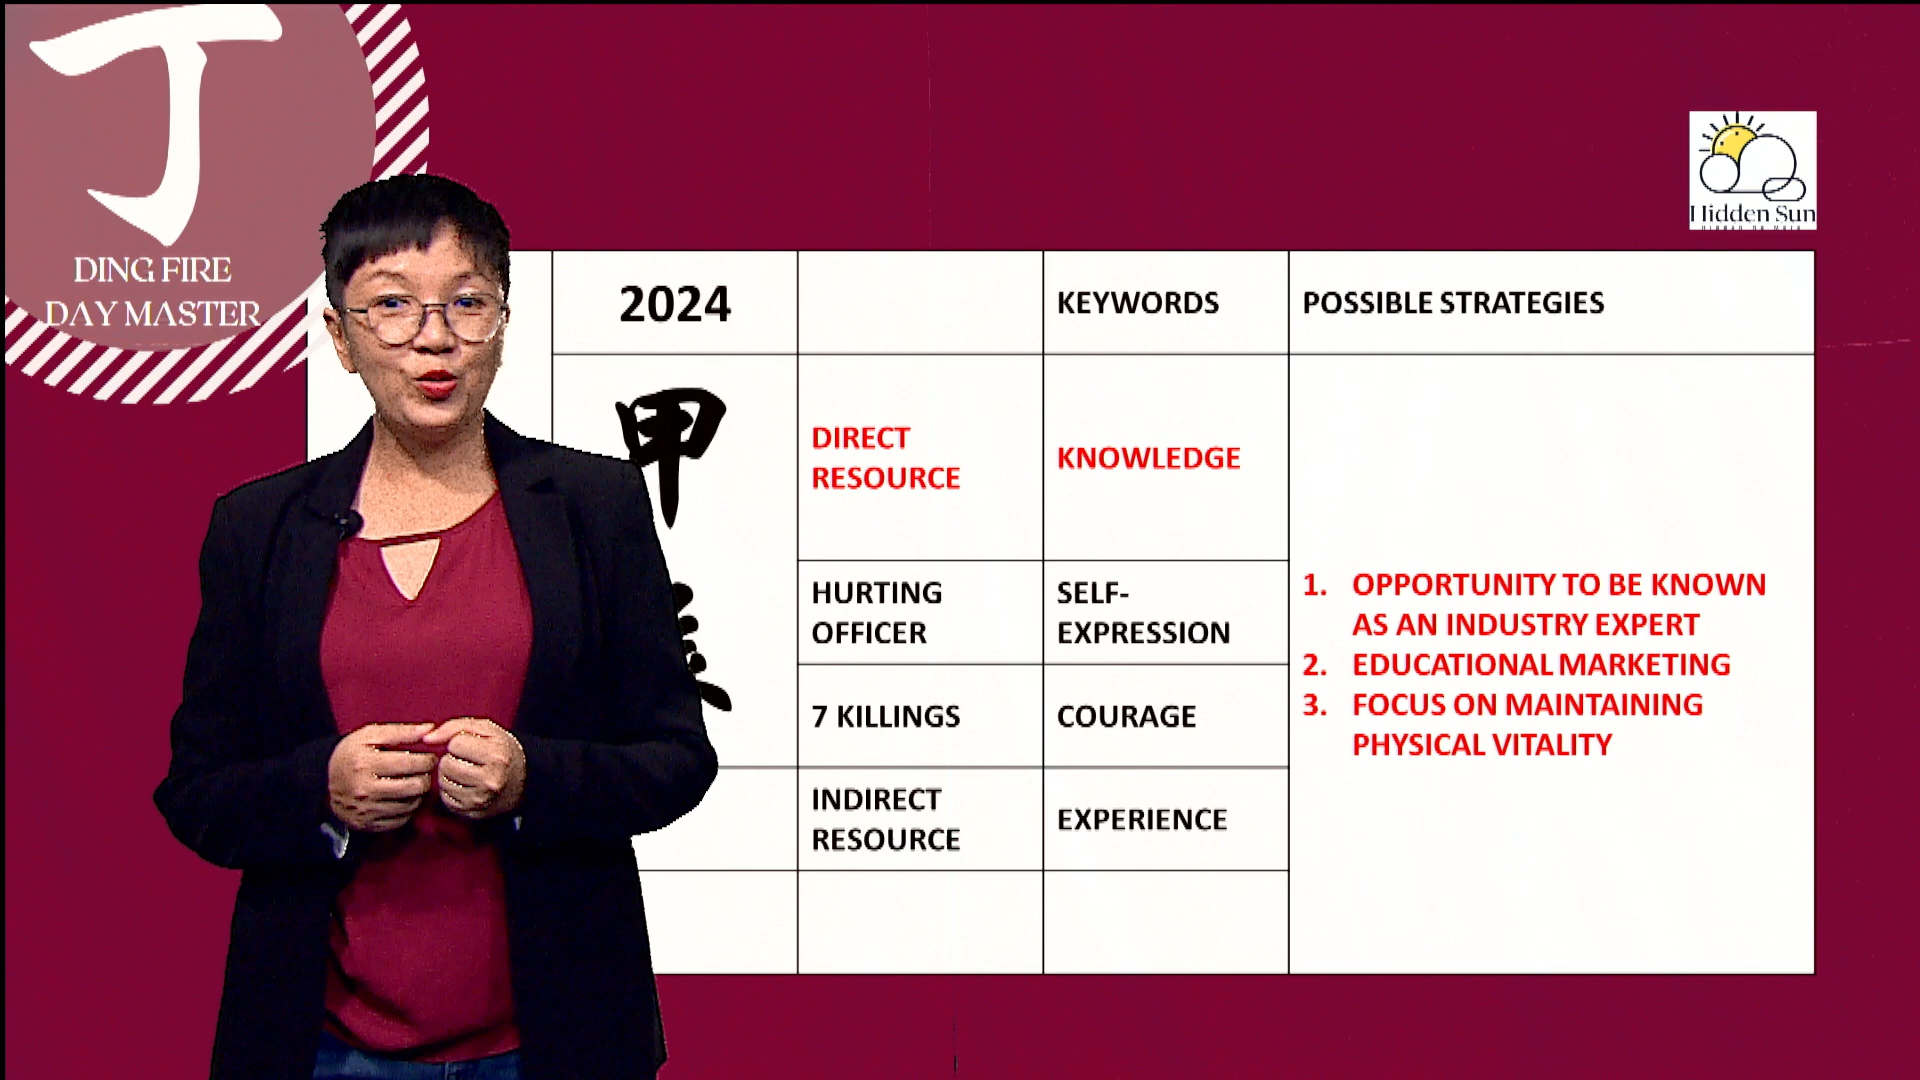 丁
DING FIRE
DAY MASTER
Hidden Sun
2024
KEYWORDS
POSSIBLE STRATEGIES
甲
DIRECT
RESOURCE
KNOWLEDGE
HURTING
OFFICER
SELF-
EXPRESSION
7 KILLINGS
COURAGE
INDIRECT
RESOURCE
EXPERIENCE
1. OPPORTUNITY TO BE KNOWN
AS AN INDUSTRY EXPERT
2. EDUCATIONAL MARKETING
3. FOCUS ON MAINTAINING
PHYSICAL VITALITY